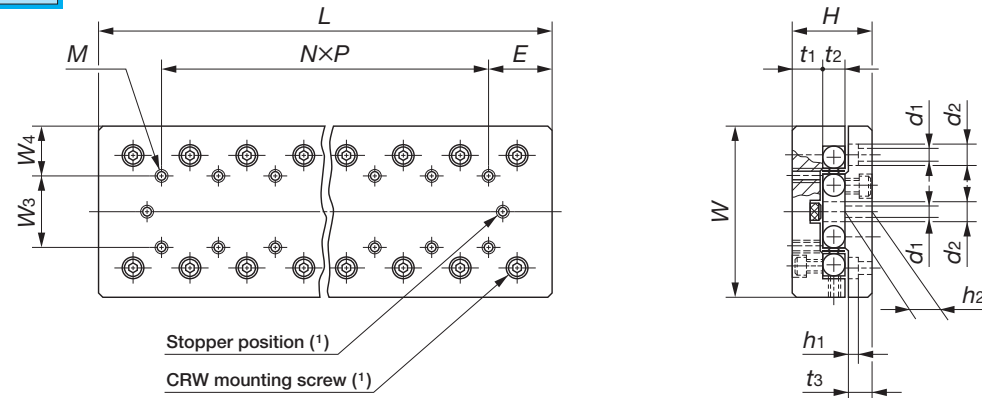 L
H
M
N×P
E
t1
t2
W4
W3
W
d1
d2
d1
d2
h2
h1
t3
Stopper position (1)
CRW mounting screw (1)